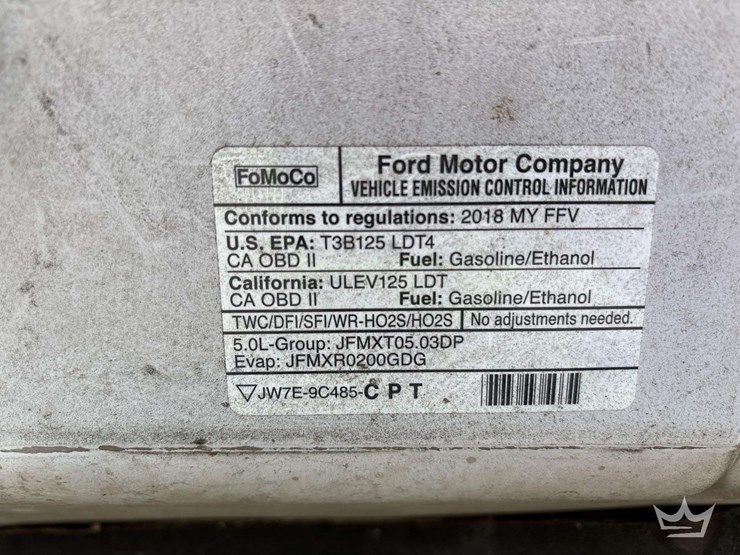 FoMoCo
Ford Motor Company
VEHICLE EMISSION CONTROL INFORMATION
Conforms to regulations: 2018 MY FFV
U.S. EPA: T3B125 LDT4
CA OBD II Fuel: Gasoline/Ethanol
California: ULEV125 LDT
CA OBD II Fuel: Gasoline/Ethanol
TWC/DFI/SFI/WR-HO2S/HO2S No adjustments needed.
5.0L-Group: JFMXT05.03DP
Evap: JFMXR0200GDG
▽JW7E-9C485-C P T